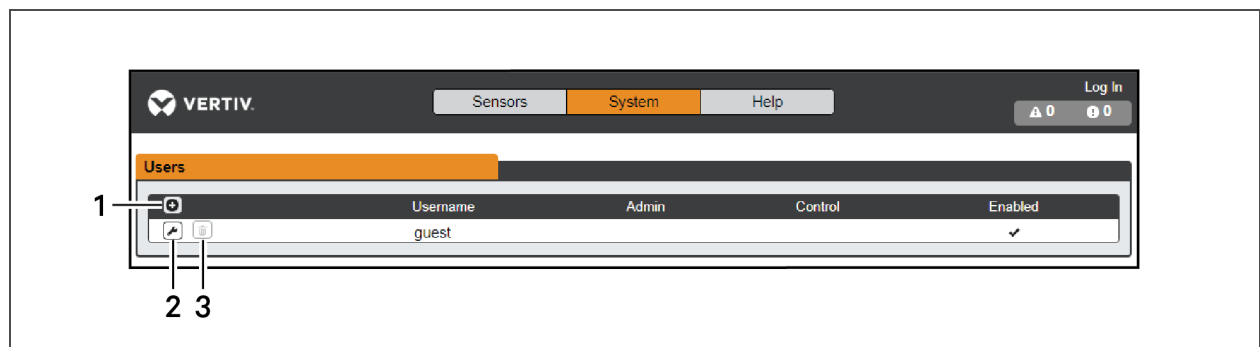 VERTIV.
Sensors System Help
Log In
0 0
Users
1
Username Admin Control Enabled
guest
2 3